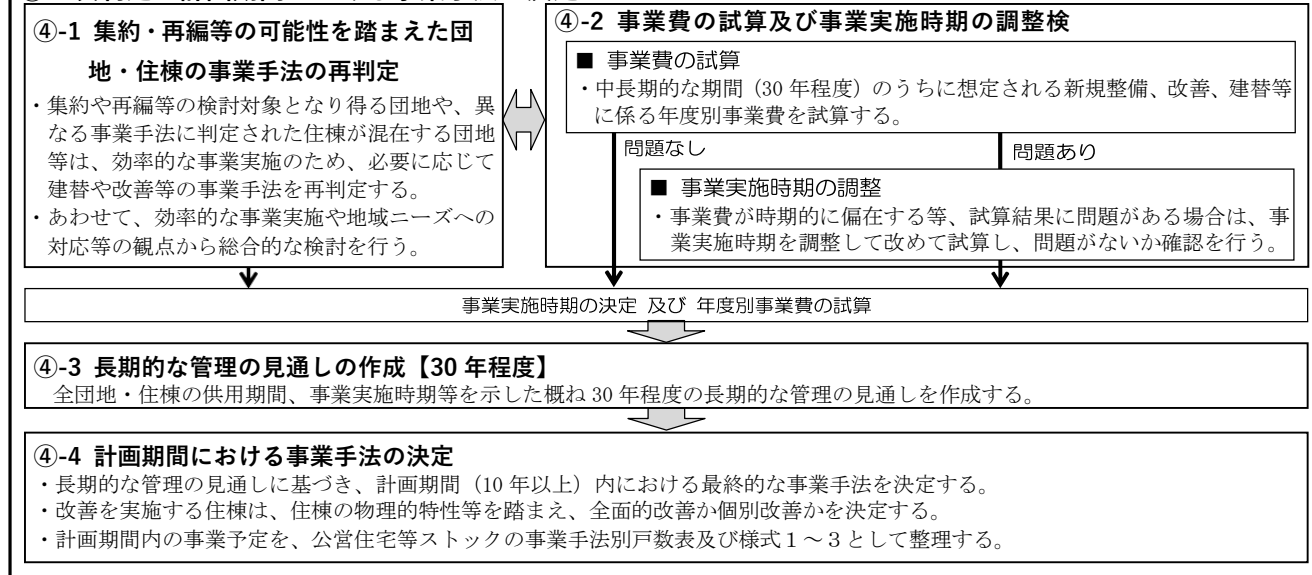 ④-1 集約・再編等の可能性を踏まえた団
地・住棟の事業手法の再判定
・集約や再編等の検討対象となり得る団地や、異
なる事業手法に判定された住棟が混在する団地
等は、効率的な事業実施のため、必要に応じて
建替や改善等の事業手法を再判定する。
・あわせて、効率的な事業実施や地域ニーズへの
対応等の観点から総合的な検討を行う。
④-2 事業費の試算及び事業実施時期の調整検
■ 事業費の試算
・中長期的な期間（30 年程度）のうちに想定される新規整備、改善、建替等
に係る年度別事業費を試算する。
問題なし
問題あり
■ 事業実施時期の調整
・事業費が時期的に偏在する等、試算結果に問題がある場合は、事
業実施時期を調整して改めて試算し、問題がないか確認を行う。
事業実施時期の決定 及び 年度別事業費の試算
④-3 長期的な管理の見通しの作成【30 年程度】
全団地・住棟の供用期間、事業実施時期等を示した概ね 30 年程度の長期的な管理の見通しを作成する。
④-4 計画期間における事業手法の決定
・長期的な管理の見通しに基づき、計画期間（10 年以上）内における最終的な事業手法を決定する。
・改善を実施する住棟は、住棟の物理的特性等を踏まえ、全面的改善か個別改善かを決定する。
・計画期間内の事業予定を、公営住宅等ストックの事業手法別戸数表及び様式１～３として整理する。